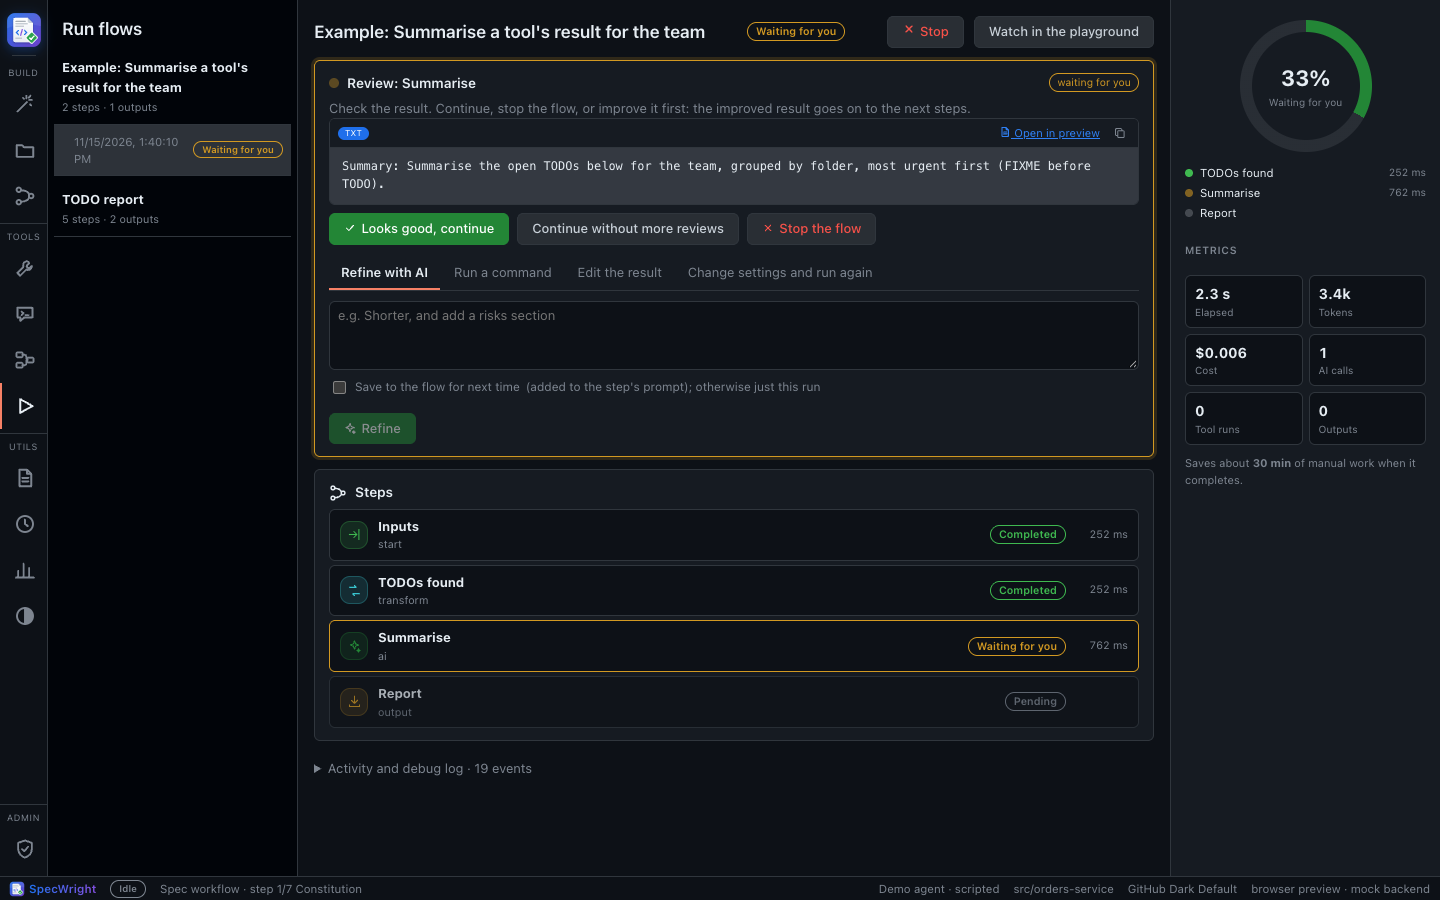 BUILD
TOOLS
UTILS
ADMIN
Run flows
Example: Summarise a tool's
result for the team
2 steps · 1 outputs
11/15/2026, 1:40:10
PM
Waiting for you
TODO report
5 steps · 2 outputs
Example: Summarise a tool's result for the team
Waiting for you
Stop
Watch in the playground
Review: Summarise
waiting for you
Check the result. Continue, stop the flow, or improve it first: the improved result goes on to the next steps.
TXT
Open in preview
Summary: Summarise the open TODOs below for the team, grouped by folder, most urgent first (FIXME before
TODO).
Looks good, continue
Continue without more reviews
Stop the flow
Refine with AI
Run a command
Edit the result
Change settings and run again
e.g. Shorter, and add a risks section
Save to the flow for next time (added to the step's prompt); otherwise just this run
Refine
Steps
Inputs
start
Completed
252 ms
TODOs found
transform
Completed
252 ms
Summarise
ai
Waiting for you
762 ms
Report
output
Pending
Activity and debug log · 19 events
33%
Waiting for you
TODOs found
252 ms
Summarise
762 ms
Report
METRICS
2.3 s
Elapsed
3.4k
Tokens
$0.006
Cost
1
AI calls
0
Tool runs
0
Outputs
Saves about 30 min of manual work when it
completes.
SpecWright
Idle
Spec workflow · step 1/7 Constitution
Demo agent · scripted
src/orders-service
GitHub Dark Default
browser preview · mock backend